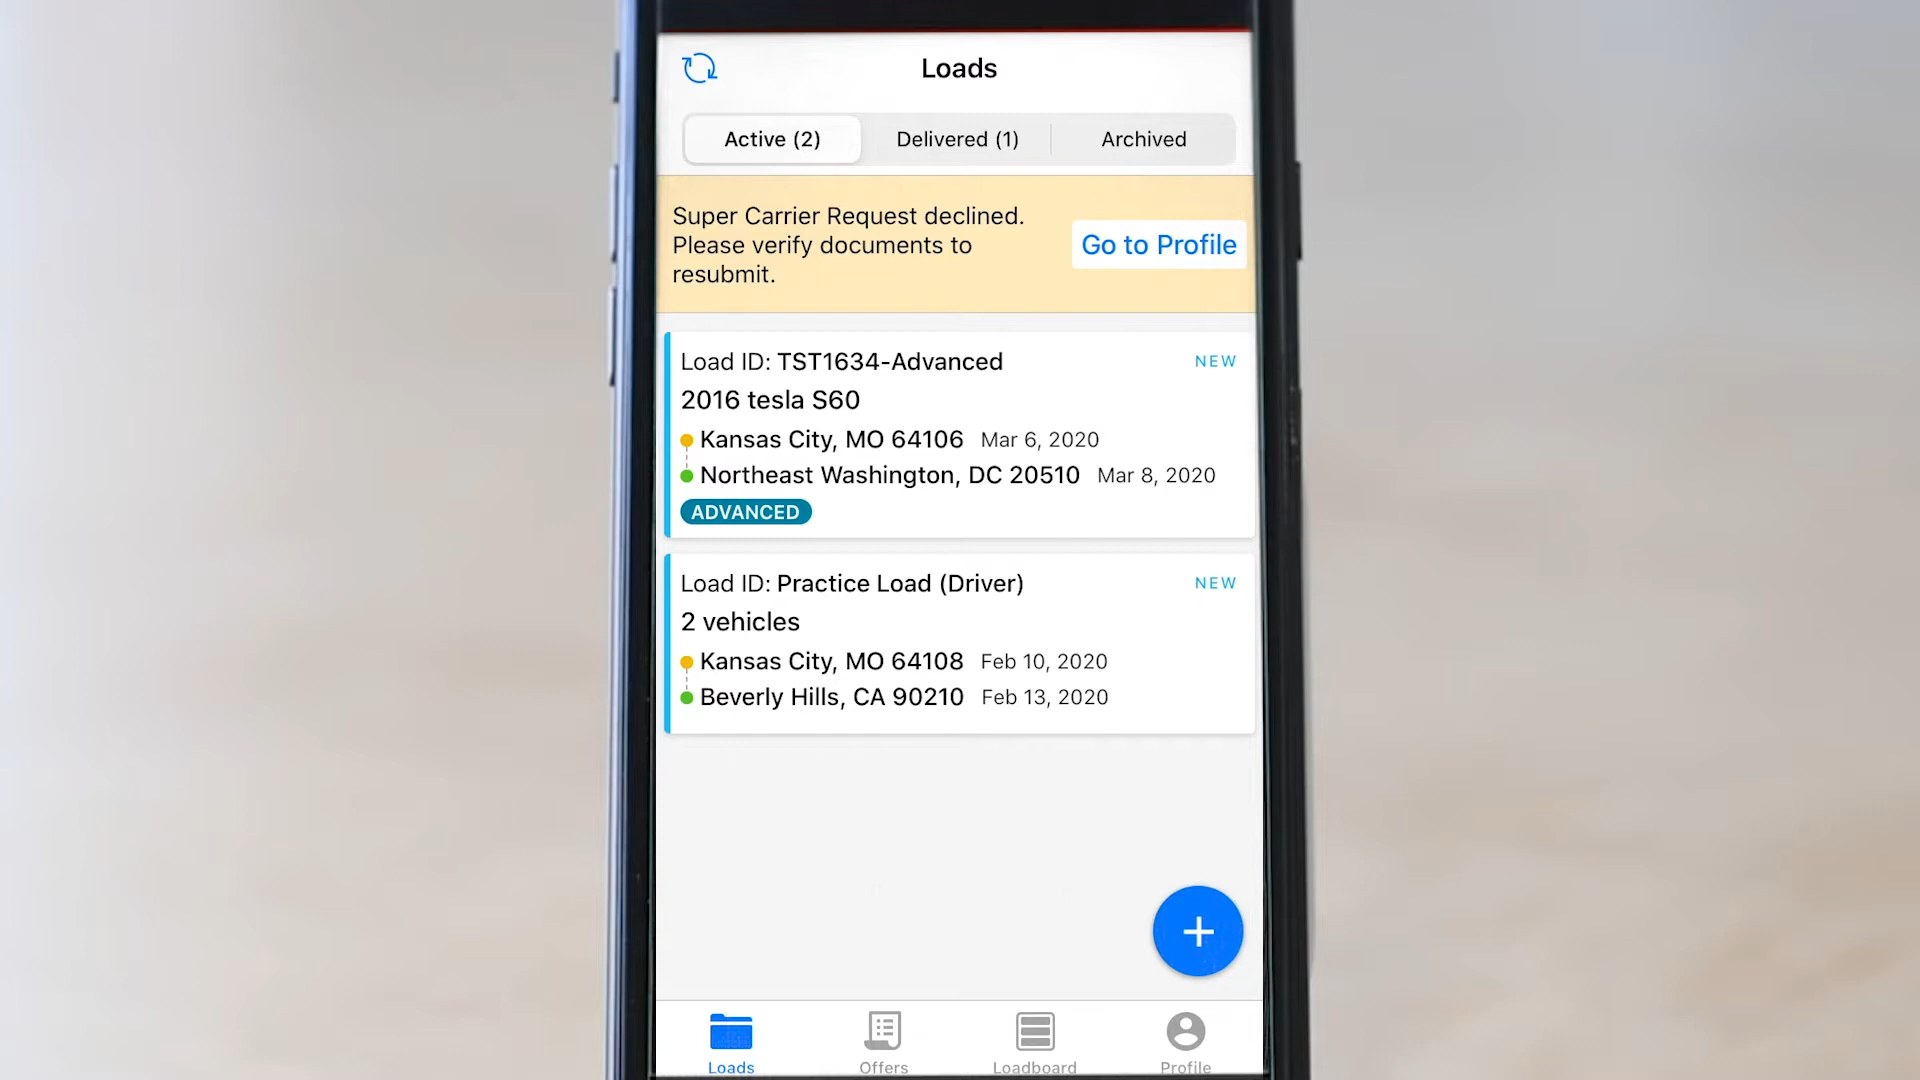 Loads
Active (2)
Delivered (1)
Archived
Super Carrier Request declined.
Please verify documents to
resubmit.
Go to Profile
Load ID: TST1634-Advanced
NEW
2016 tesla S60
Kansas City, MO 64106 Mar 6, 2020
Northeast Washington, DC 20510 Mar 8, 2020
ADVANCED
Load ID: Practice Load (Driver)
NEW
2 vehicles
Kansas City, MO 64108 Feb 10, 2020
Beverly Hills, CA 90210 Feb 13, 2020
Loads
Offers
Loadboard
Profile